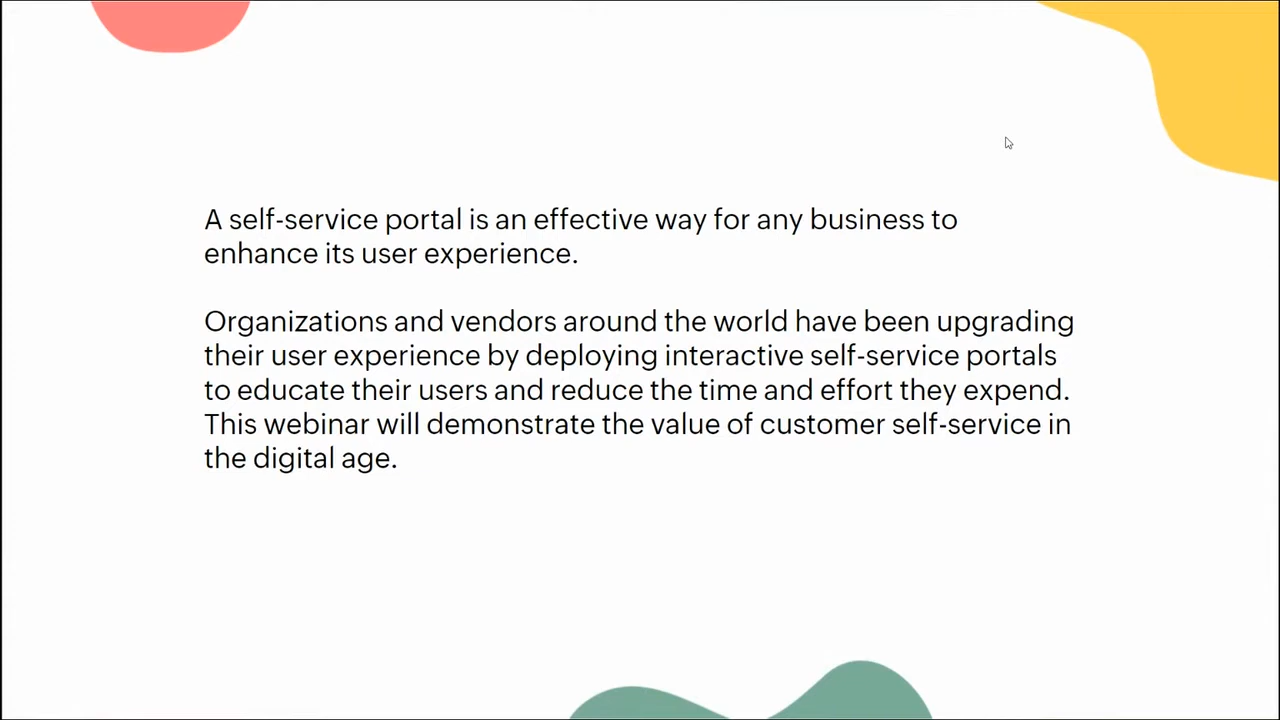 A self-service portal is an effective way for any business to
enhance its user experience.
Organizations and vendors around the world have been upgrading
their user experience by deploying interactive self-service portals
to educate their users and reduce the time and effort they expend.
This webinar will demonstrate the value of customer self-service in
the digital age.